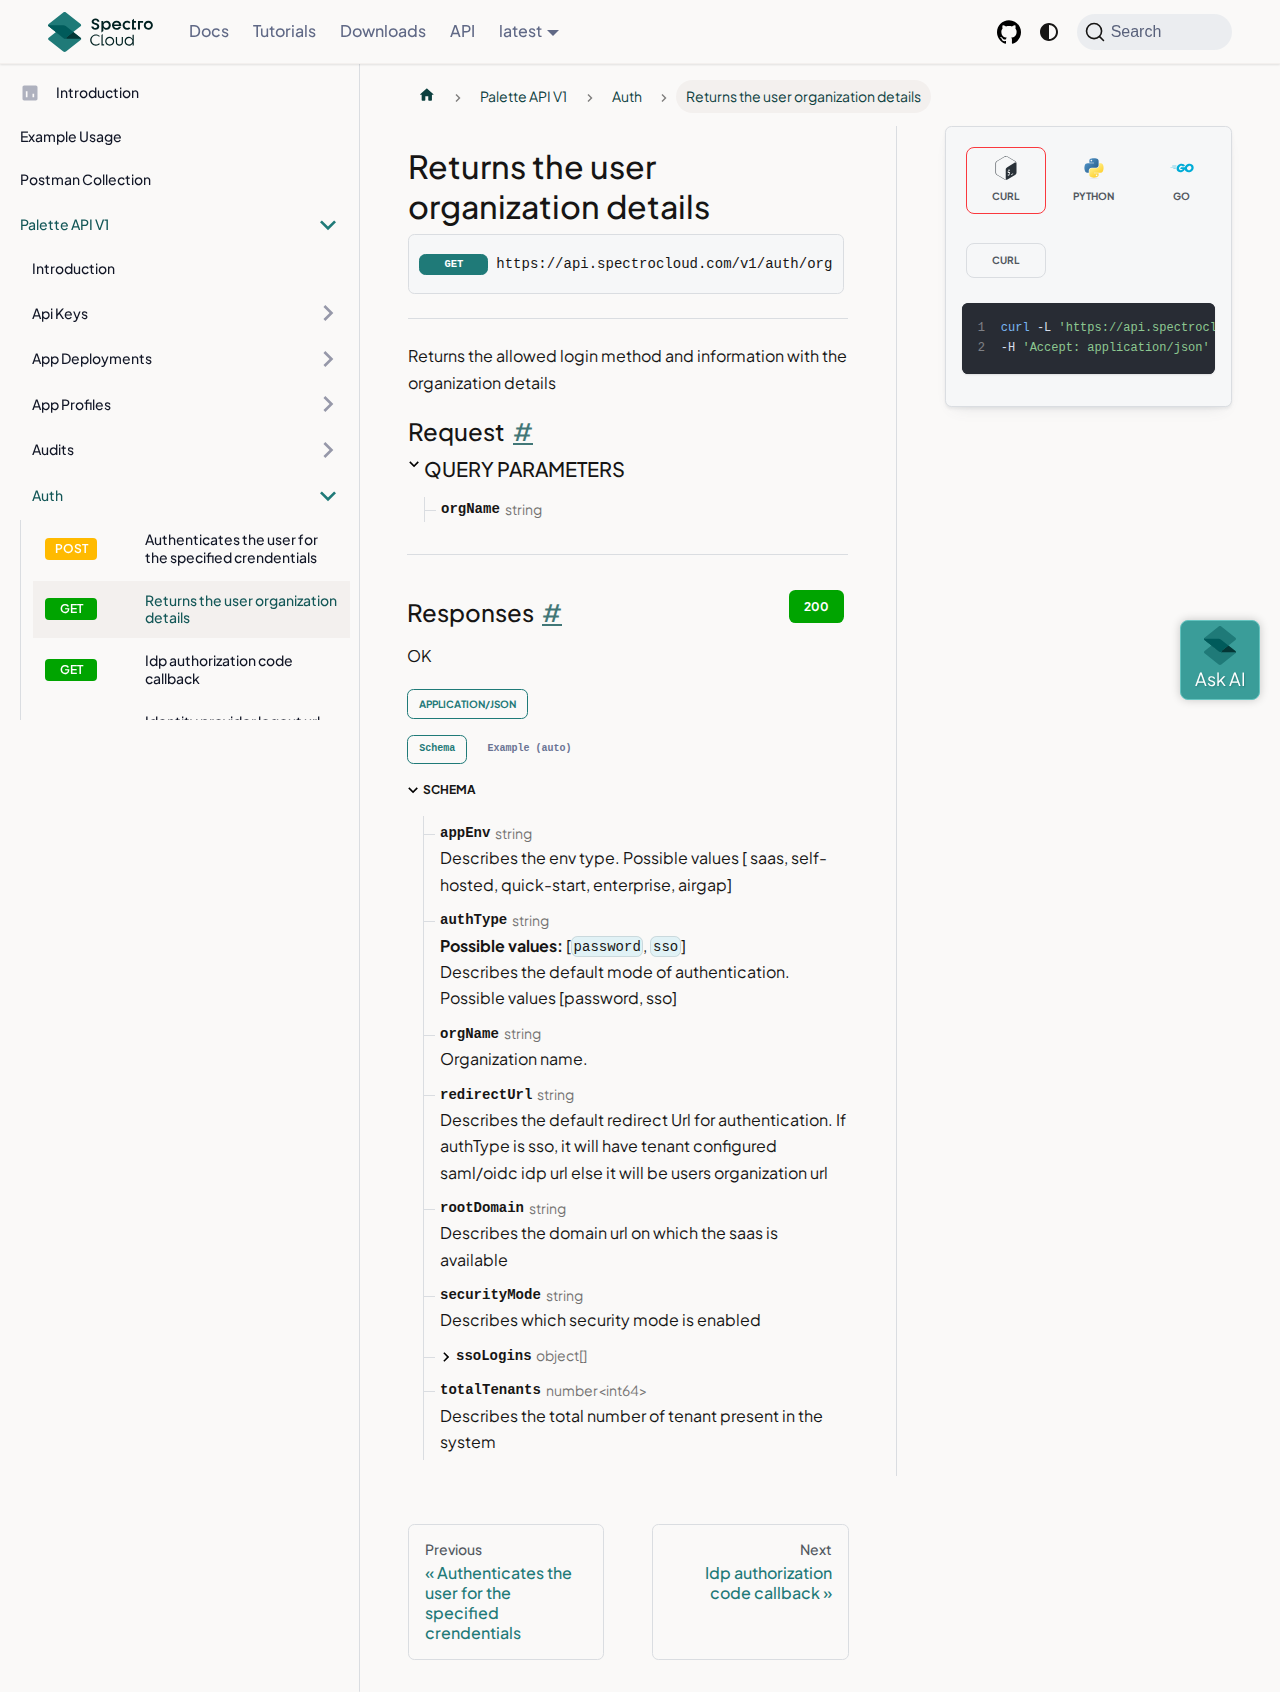 Spectro
Cloud
Docs
Tutorials
Downloads
API
latest
Search
Introduction
Example Usage
Postman Collection
Palette API V1
Introduction
Api Keys
App Deployments
App Profiles
Audits
Auth
POST
Authenticates the user for
the specified crendentials
GET
Returns the user organization
details
GET
Idp authorization code
callback
Identity provider logout url
Palette API V1
Auth
Returns the user organization details
Returns the user
organization details
GET https://api.spectrocloud.com/v1/auth/org
Returns the allowed login method and information with the
organization details
Request #
QUERY PARAMETERS
orgName string
Responses #
200
OK
APPLICATION/JSON
Schema
Example (auto)
SCHEMA
appEnv string
Describes the env type. Possible values [ saas, self-
hosted, quick-start, enterprise, airgap]
authType string
Possible values: [password, sso]
Describes the default mode of authentication.
Possible values [password, sso]
orgName string
Organization name.
redirectUrl string
Describes the default redirect Url for authentication. If
authType is sso, it will have tenant configured
saml/oidc idp url else it will be users organization url
rootDomain string
Describes the domain url on which the saas is
available
securityMode string
Describes which security mode is enabled
ssoLogins object[]
totalTenants number<int64>
Describes the total number of tenant present in the
system
Previous
« Authenticates the
user for the
specified
crendentials
Next
Idp authorization
code callback »
CURL
PYTHON
GO
CURL
1 curl -L 'https://api.spectrocl
2 -H 'Accept: application/json'
Ask AI